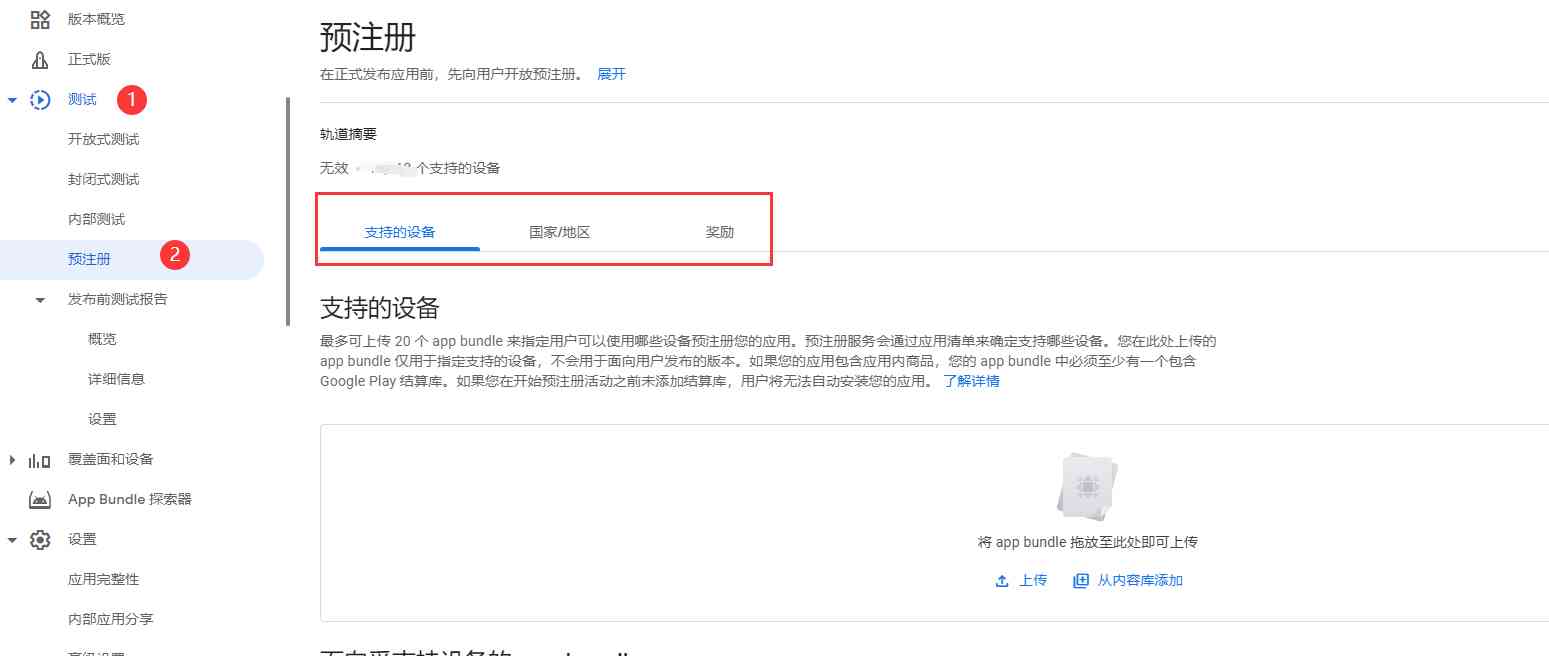 版本概览
正式版
测试 1
开放式测试
封闭式测试
内部测试
预注册 2
发布前测试报告
概览
详细信息
设置
覆盖面和设备
App Bundle 探索器
设置
应用完整性
内部应用分享
预注册
在正式发布应用前，先向用户开放预注册。 展开
轨道摘要
无效 · 个支持的设备
支持的设备 国家/地区 奖励
支持的设备
最多可上传 20 个 app bundle 来指定用户可以使用哪些设备预注册您的应用。预注册服务会通过应用清单来确定支持哪些设备。您在此处上传的
app bundle 仅用于指定支持的设备，不会用于面向用户发布的版本。如果您的应用包含应用内商品，您的 app bundle 中必须至少有一个包含
Google Play 结算库。如果您在开始预注册活动之前未添加结算库，用户将无法自动安装您的应用。 了解详情
将 app bundle 拖放至此处即可上传
上传 从内容库添加